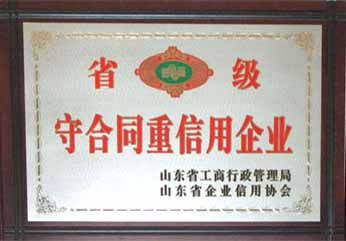 省级
守合同重信用企业
山东省工商行政管理局
山东省企业信用协会